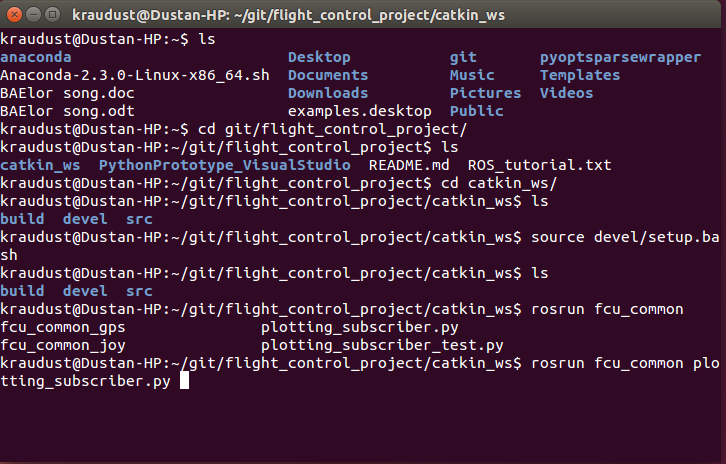 kraudust@Dustan-HP: ~/git/flight_control_project/catkin_ws
kraudust@Dustan-HP:~$ ls
anaconda                        Desktop           git       pyoptsparsewrapper
Anaconda-2.3.0-Linux-x86_64.sh  Documents         Music     Templates
BAElor song.doc                 Downloads         Pictures  Videos
BAElor song.odt                 examples.desktop  Public
kraudust@Dustan-HP:~$ cd git/flight_control_project/
kraudust@Dustan-HP:~/git/flight_control_project$ ls
catkin_ws  PythonPrototype_VisualStudio  README.md  ROS_tutorial.txt
kraudust@Dustan-HP:~/git/flight_control_project$ cd catkin_ws/
kraudust@Dustan-HP:~/git/flight_control_project/catkin_ws$ ls
build  devel  src
kraudust@Dustan-HP:~/git/flight_control_project/catkin_ws$ source devel/setup.ba
sh
kraudust@Dustan-HP:~/git/flight_control_project/catkin_ws$ ls
build  devel  src
kraudust@Dustan-HP:~/git/flight_control_project/catkin_ws$ rosrun fcu_common
fcu_common_gps               plotting_subscriber.py
fcu_common_joy               plotting_subscriber_test.py
kraudust@Dustan-HP:~/git/flight_control_project/catkin_ws$ rosrun fcu_common plo
tting_subscriber.py